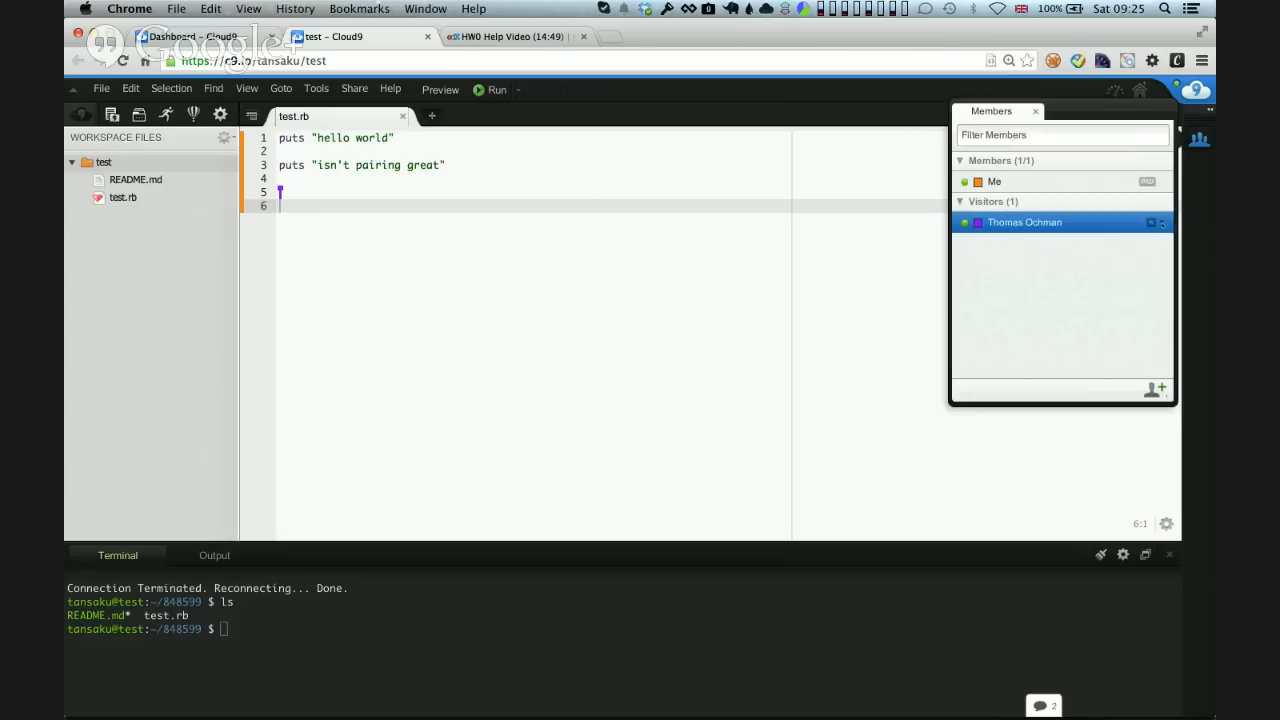 Chrome File Edit View History Bookmarks Window Help 100% Sat 09:25
Dashboard - Cloud9 test - Cloud9 HW0 Help Video (14:49)
Google+
https://c9.io/tansaku/test
File Edit Selection Find View Goto Tools Share Help Preview Run
test.rb
Members
WORKSPACE FILES
test
README.md
test.rb
1 puts "hello world"
2
3 puts "isn't pairing great"
4
5
6
Filter Members
Members (1/1)
Me RW
Visitors (1)
Thomas Ochman
6:1
Terminal Output
Connection Terminated. Reconnecting... Done.
tansaku@test:~/848599 $ ls
README.md* test.rb
tansaku@test:~/848599 $
2